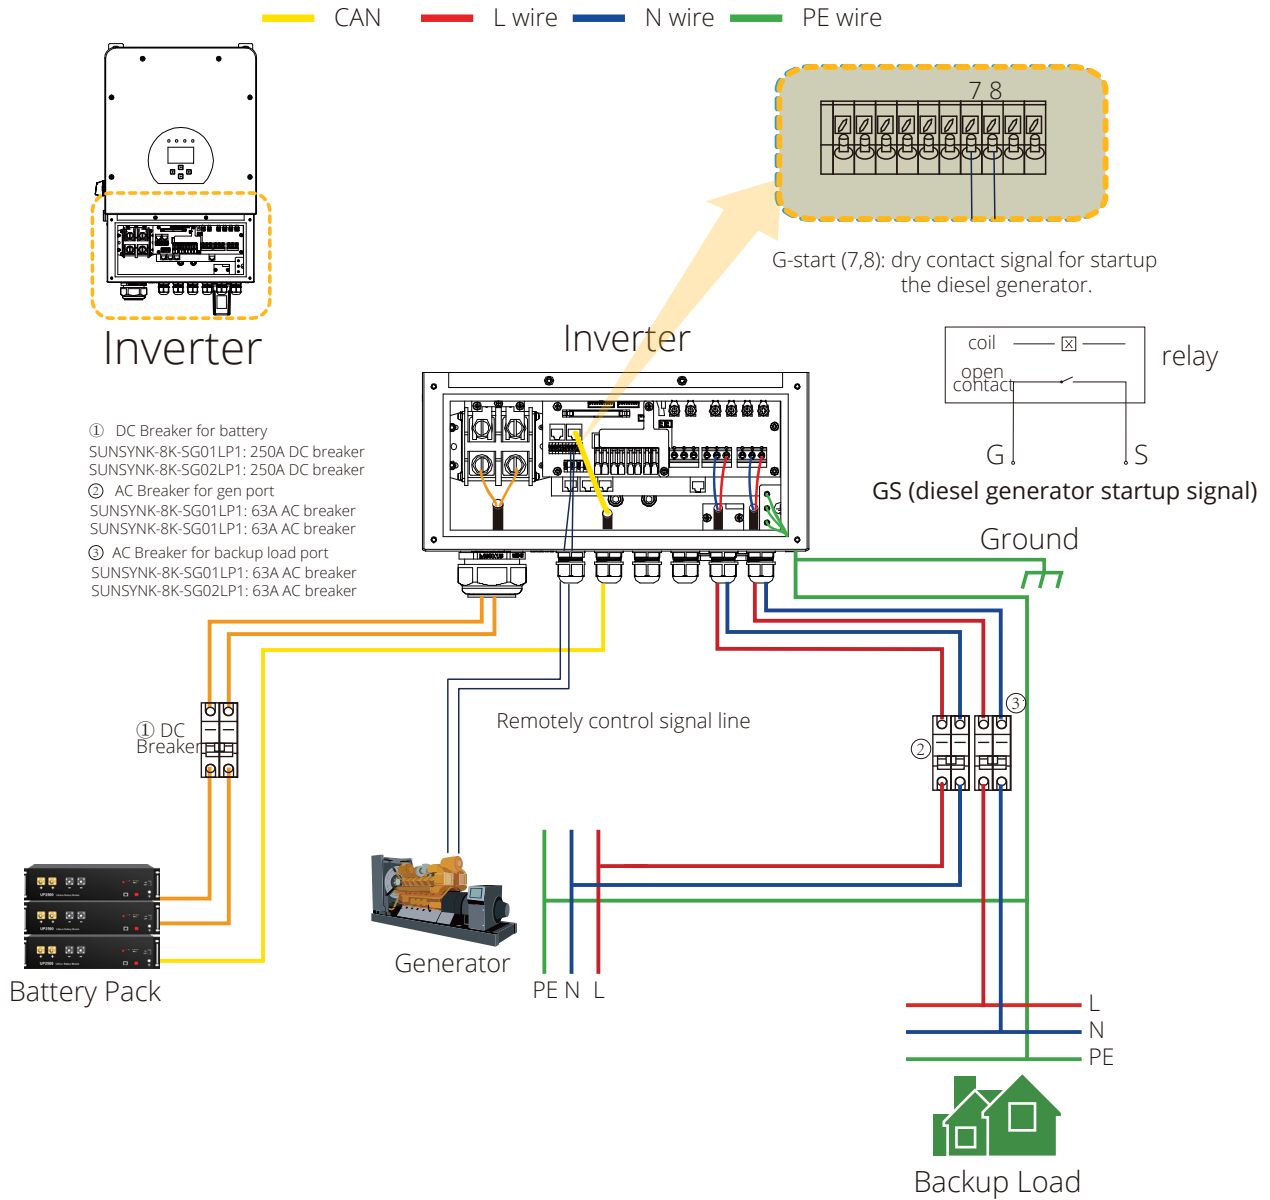 CAN
L wire
N wire
PE wire
7 8
G-start (7,8): dry contact signal for startup
the diesel generator.
Inverter
Inverter
coil
open
contact
relay
G
S
GS (diesel generator startup signal)
① DC Breaker for battery
SUNSYNK-8K-SG01LP1: 250A DC breaker
SUNSYNK-8K-SG02LP1: 250A DC breaker
② AC Breaker for gen port
SUNSYNK-8K-SG01LP1: 63A AC breaker
SUNSYNK-8K-SG01LP1: 63A AC breaker
③ AC Breaker for backup load port
SUNSYNK-8K-SG01LP1: 63A AC breaker
SUNSYNK-8K-SG02LP1: 63A AC breaker
Ground
① DC
Breaker
Remotely control signal line
②
③
Generator
PE N L
Battery Pack
L
N
PE
Backup Load